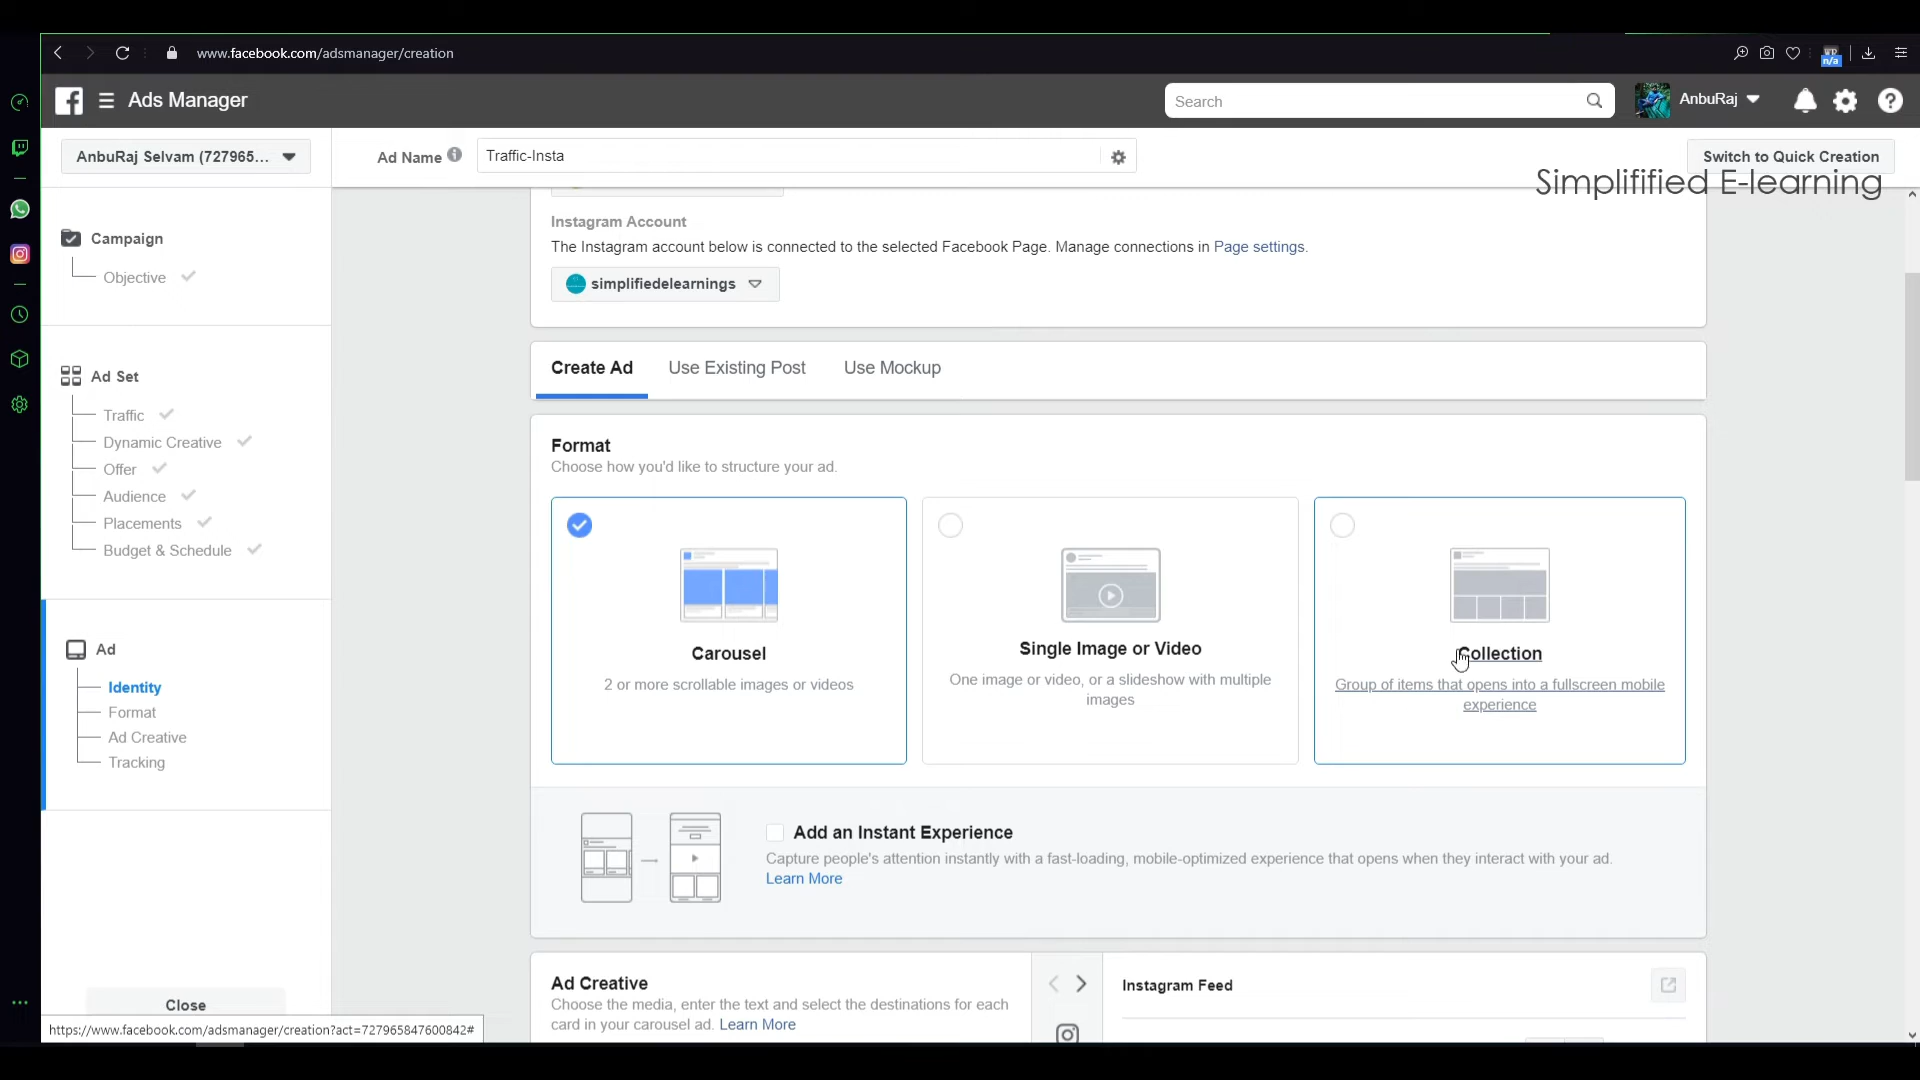 www.facebook.com/adsmanager/creation
WP
n/a
Ads Manager
Search
AnbuRaj
AnbuRaj Selvam (727965...
Ad Name
Traffic-Insta
Switch to Quick Creation
Simplifified E-learning
Campaign
Objective
Ad Set
Traffic
Dynamic Creative
Offer
Audience
Placements
Budget & Schedule
Ad
Identity
Format
Ad Creative
Tracking
Close
https://www.facebook.com/adsmanager/creation?act=727965847600842#
Instagram Account
The Instagram account below is connected to the selected Facebook Page. Manage connections in Page settings.
simplifiedelearnings
Create Ad
Use Existing Post
Use Mockup
Format
Choose how you'd like to structure your ad.
Carousel
2 or more scrollable images or videos
Single Image or Video
One image or video, or a slideshow with multiple
images
Collection
Group of items that opens into a fullscreen mobile
experience
Add an Instant Experience
Capture people's attention instantly with a fast-loading, mobile-optimized experience that opens when they interact with your ad.
Learn More
Ad Creative
Choose the media, enter the text and select the destinations for each
card in your carousel ad. Learn More
Instagram Feed